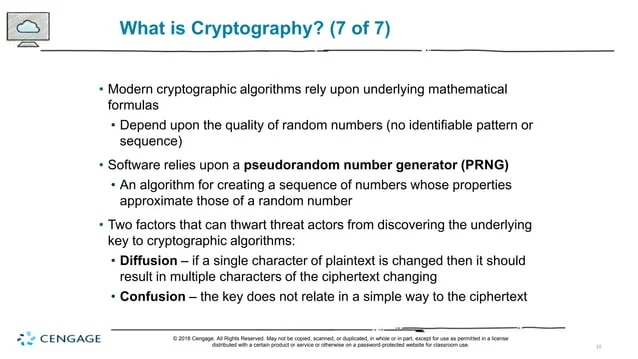 What is Cryptography? (7 of 7)
• Modern cryptographic algorithms rely upon underlying mathematical
formulas
• Depend upon the quality of random numbers (no identifiable pattern or
sequence)
• Software relies upon a pseudorandom number generator (PRNG)
• An algorithm for creating a sequence of numbers whose properties
approximate those of a random number
• Two factors that can thwart threat actors from discovering the underlying
key to cryptographic algorithms:
• Diffusion – if a single character of plaintext is changed then it should
result in multiple characters of the ciphertext changing
• Confusion – the key does not relate in a simple way to the ciphertext
CENGAGE
© 2018 Cengage. All Rights Reserved. May not be copied, scanned, or duplicated, in whole or in part, except for use as permitted in a license
distributed with a certain product or service or otherwise on a password-protected website for classroom use.